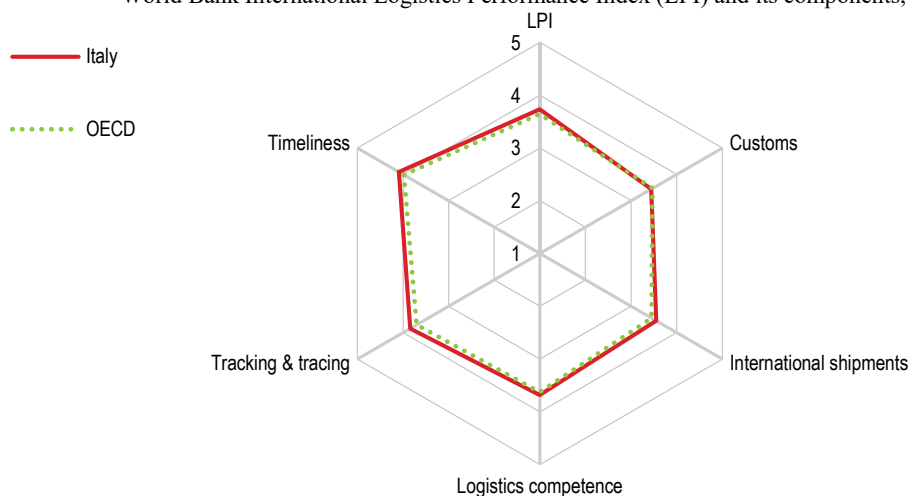 World Bank International Logistics Performance Index (LPI) and its components,
LPI
Italy
OECD
5
4
3
2
1
Timeliness
Customs
Tracking & tracing
International shipments
Logistics competence